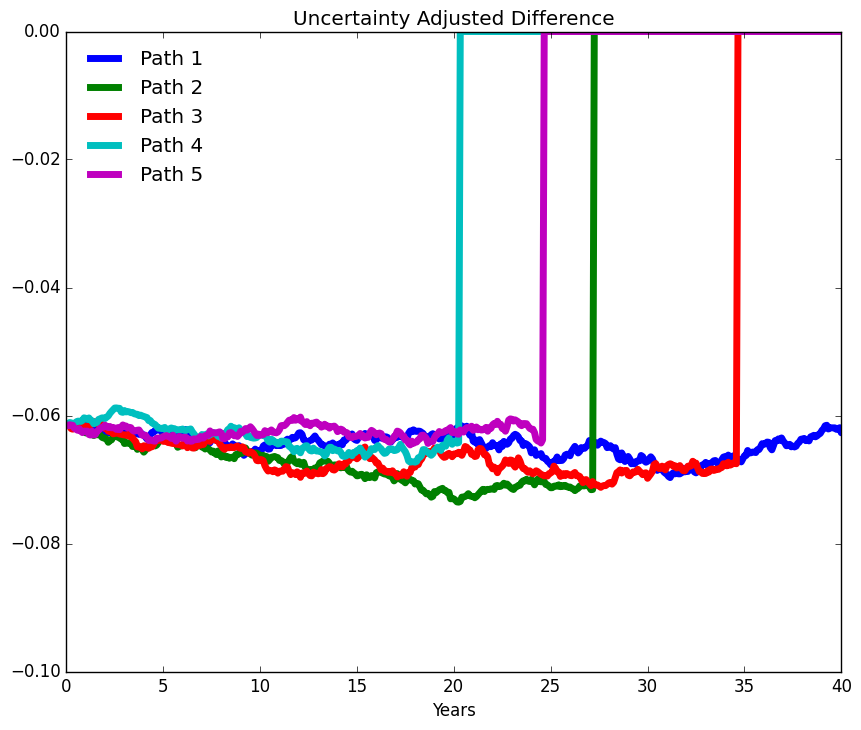 Uncertainty Adjusted Difference
0.00
−0.02
−0.04
−0.06
−0.08
−0.10
Path 1
Path 2
Path 3
Path 4
Path 5
0 5 10 15 20 25 30 35 40
Years